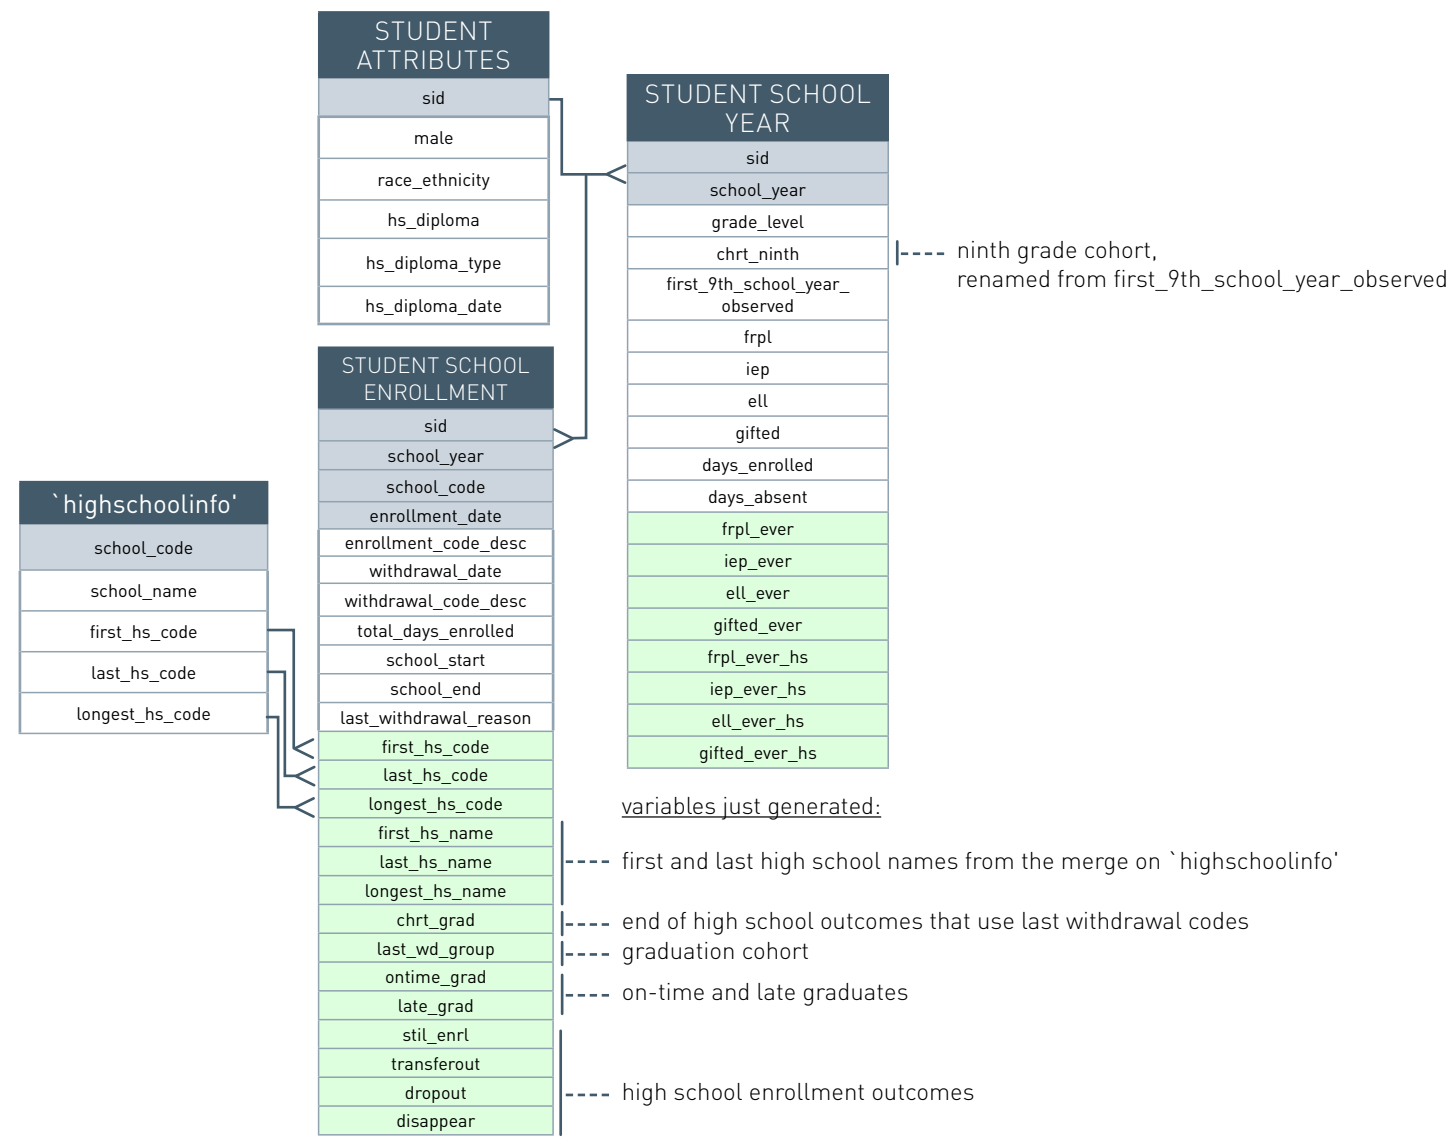 STUDENT
ATTRIBUTES
sid
male
race_ethnicity
hs_diploma
hs_diploma_type
hs_diploma_date
STUDENT SCHOOL
YEAR
sid
school_year
grade_level
chrt_ninth
first_9th_school_year_
observed
frpl
iep
ell
gifted
days_enrolled
days_absent
frpl_ever
iep_ever
ell_ever
gifted_ever
frpl_ever_hs
iep_ever_hs
ell_ever_hs
gifted_ever_hs
ninth grade cohort,
renamed from first_9th_school_year_observed
STUDENT SCHOOL
ENROLLMENT
sid
school_year
school_code
enrollment_date
enrollment_code_desc
withdrawal_date
withdrawal_code_desc
total_days_enrolled
school_start
school_end
last_withdrawal_reason
first_hs_code
last_hs_code
longest_hs_code
first_hs_name
last_hs_name
longest_hs_name
chrt_grad
last_wd_group
ontime_grad
late_grad
stil_enrl
transferout
dropout
disappear
`highschoolinfo'
school_code
school_name
first_hs_code
last_hs_code
longest_hs_code
variables just generated:
first and last high school names from the merge on `highschoolinfo'
end of high school outcomes that use last withdrawal codes
graduation cohort
on-time and late graduates
high school enrollment outcomes